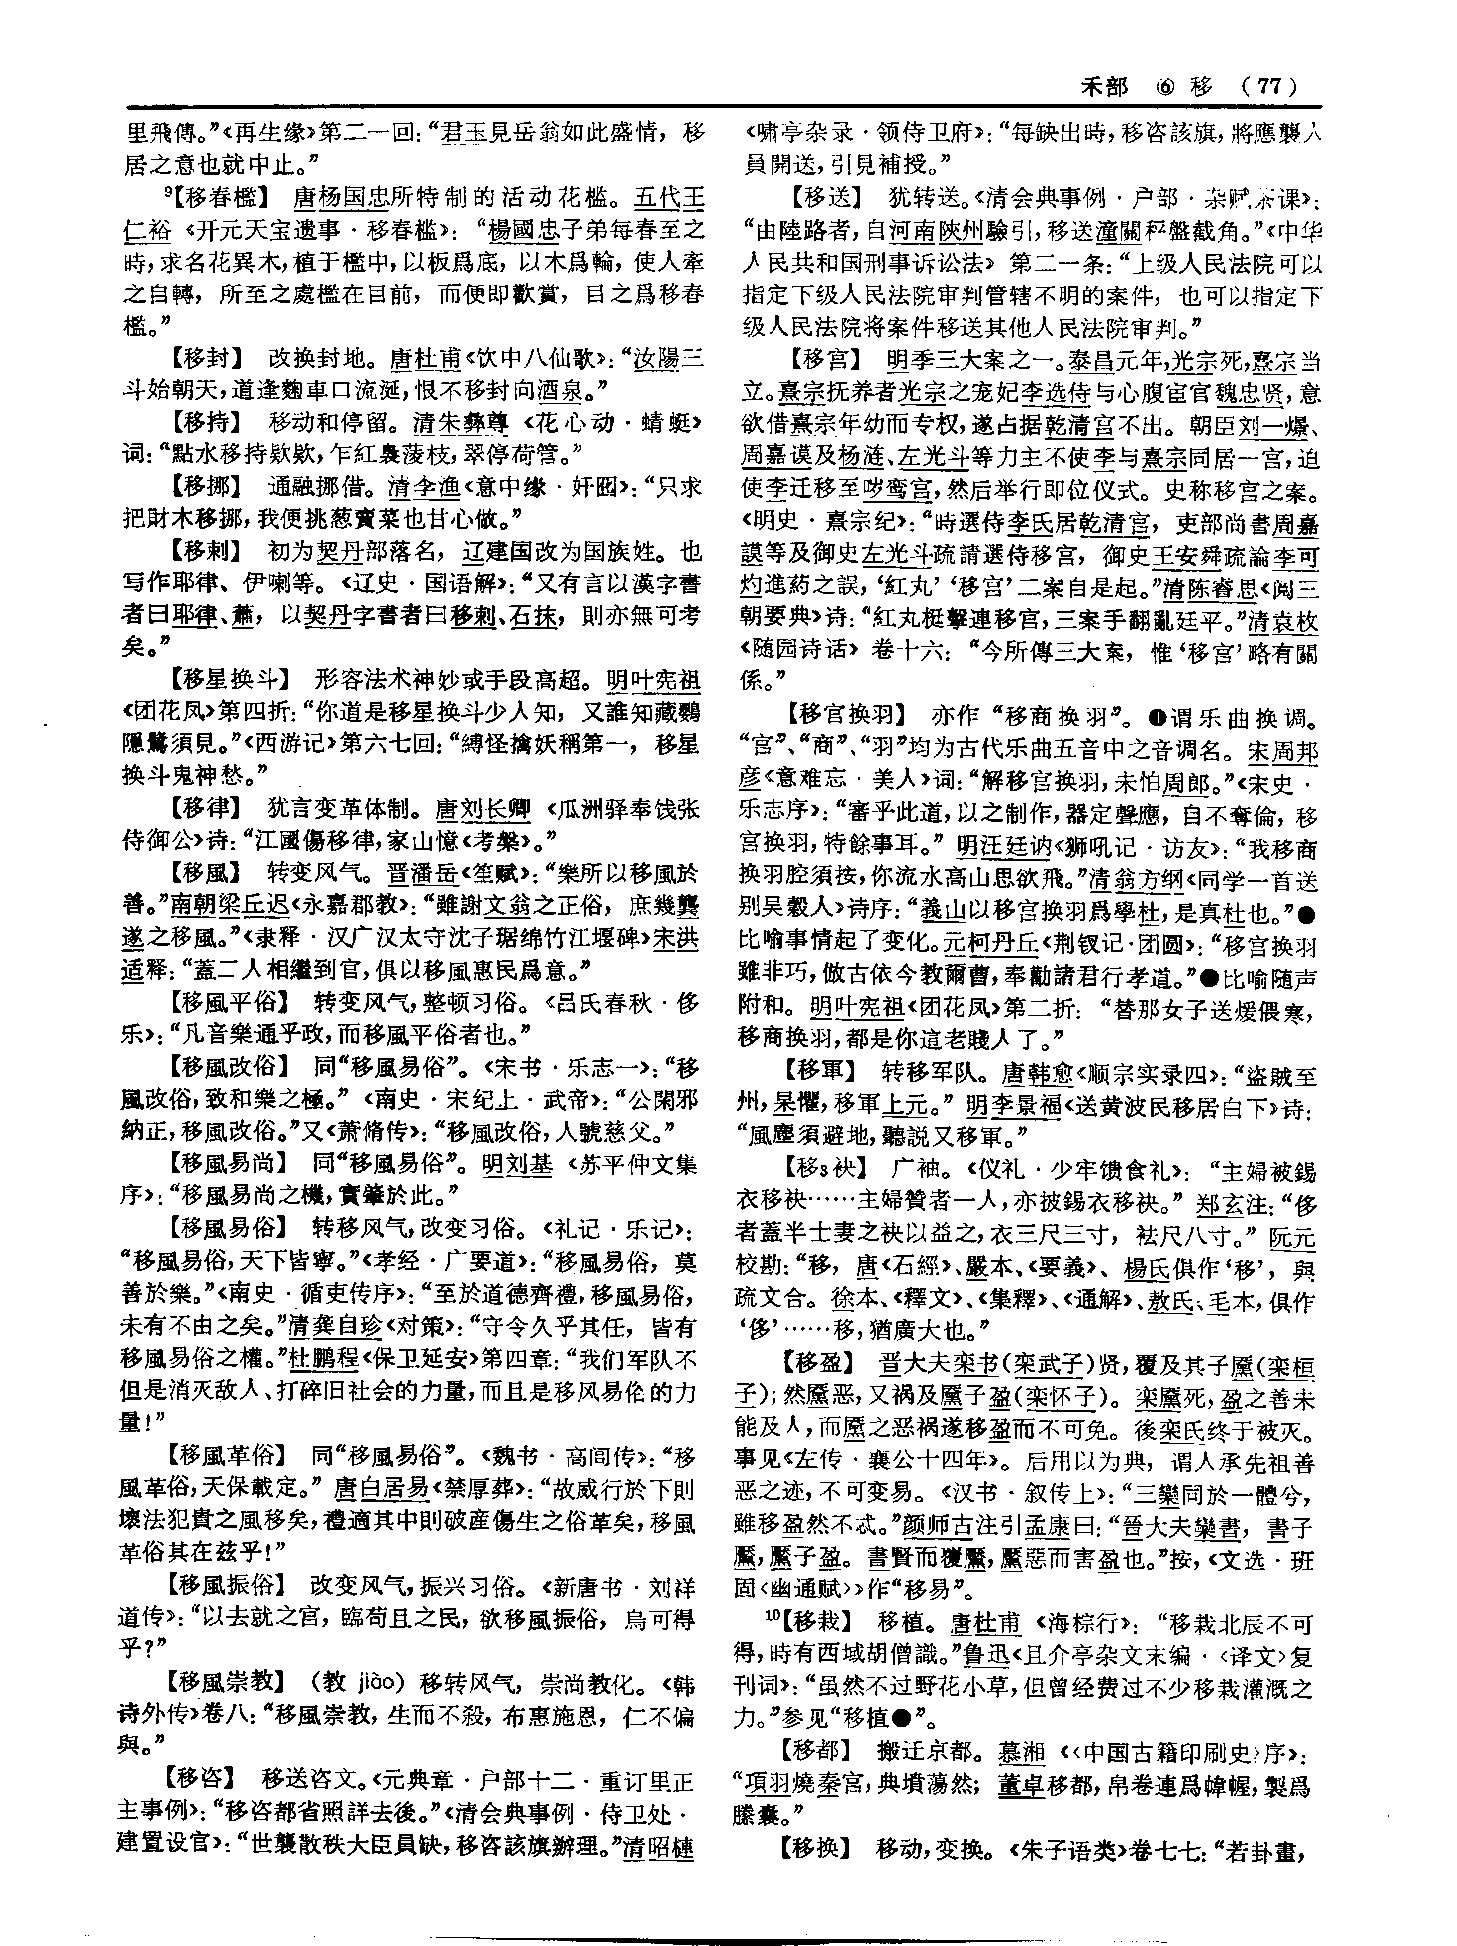 禾部　⑥　移　（77）
里飛傳。”《再生缘》第二一回：“君玉見岳翁如此盛情，移
居之意也就中止。”
⁹【移春檻】　唐杨国忠所特制的活动花槛。五代王
仁裕《开元天宝遗事·移春槛》：“楊國忠子弟每春至之
時，求名花異木，植于檻中，以板爲底，以木爲輪，使人牽
之自轉，所至之處檻在目前，而便即歡賞，目之爲移春
檻。”
【移封】　改换封地。唐杜甫《饮中八仙歌》：“汝陽三
斗始朝天，道逢麴車口流涎，恨不移封向酒泉。”
【移持】　移动和停留。清朱彝尊《花心动·蜻蜓》
词：“點水移持欵欵，乍紅裊菠枝，翠停荷筩。”
【移挪】　通融挪借。清李渔《意中缘·奸囮》：“只求
把財木移挪，我便挑葱賣菜也甘心做。”
【移刺】　初为契丹部落名，辽建国改为国族姓。也
写作耶律、伊喇等。《辽史·国语解》：“又有言以漢字書
者曰耶律、蕭，以契丹字書者曰移刺、石抹，則亦無可考
矣。”
【移星换斗】　形容法术神妙或手段高超。明叶宪祖
《团花凤》第四折：“你道是移星换斗少人知，又誰知藏鸚
隱鷺須見。”《西游记》第六七回：“縛怪擒妖稱第一，移星
换斗鬼神愁。”
【移律】　犹言变革体制。唐刘长卿《瓜洲驿奉饯张
侍御公》诗：“江國傷移律，家山憶《考槃》。”
【移風】　转变风气。晋潘岳《笙赋》：“樂所以移風於
善。”南朝梁丘迟《永嘉郡教》：“雖謝文翁之正俗，庶幾龔
遂之移風。”《隶释·汉广汉太守沈子琚绵竹江堰碑》宋洪
适释：“蓋二人相繼到官，俱以移風惠民爲意。”
【移風平俗】　转变风气，整顿习俗。《吕氏春秋·侈
乐》：“凡音樂通乎政，而移風平俗者也。”
【移風改俗】　同“移風易俗”。《宋书·乐志一》：“移
風改俗，致和樂之極。”《南史·宋纪上·武帝》：“公閑邪
納正，移風改俗。”又《萧脩传》：“移風改俗，人號慈父。”
【移風易尚】　同“移風易俗”。明刘基《苏平仲文集
序》：“移風易尚之機，實肇於此。”
【移風易俗】　转移风气，改变习俗。《礼记·乐记》：
“移風易俗，天下皆寧。”《孝经·广要道》：“移風易俗，莫
善於樂。”《南史·循吏传序》：“至於道德齊禮，移風易俗，
未有不由之矣。”清龚自珍《对策》：“守令久乎其任，皆有
移風易俗之權。”杜鹏程《保卫延安》第四章：“我们军队不
但是消灭敌人、打碎旧社会的力量，而且是移风易俗的力
量！”
【移風革俗】　同“移風易俗”。《魏书·高闾传》：“移
風革俗，天保載定。”唐白居易《禁厚葬》：“故威行於下則
壞法犯貴之風移矣，禮適其中則破産傷生之俗革矣，移風
革俗其在兹乎！”
【移風振俗】　改变风气，振兴习俗。《新唐书·刘祥
道传》：“以去就之官，臨苟且之民，欲移風振俗，烏可得
乎？”
【移風崇教】　（教 jiào）移转风气，崇尚教化。《韩
诗外传》卷八：“移風崇教，生而不殺，布惠施恩，仁不偏
與。”
【移咨】　移送咨文。《元典章·户部十二·重订里正
主事例》：“移咨都省照詳去後。”《清会典事例·侍卫处·
建置设官》：“世襲散秩大臣員缺，移咨該旗辦理。”清昭槤
《啸亭杂录·领侍卫府》：“每缺出時，移咨該旗，將應襲人
員開送，引見補授。”
【移送】　犹转送。《清会典事例·户部·杂赋茶课》：
“由陸路者，自河南陝州驗引，移送潼關秤盤截角。”《中华
人民共和国刑事诉讼法》第二一条：“上级人民法院可以
指定下级人民法院审判管辖不明的案件，也可以指定下
级人民法院将案件移送其他人民法院审判。”
【移宫】　明季三大案之一。泰昌元年，光宗死，熹宗当
立。熹宗抚养者光宗之宠妃李选侍与心腹宦官魏忠贤，意
欲借熹宗年幼而专权，遂占据乾清宫不出。朝臣刘一燝、
周嘉谟及杨涟、左光斗等力主不使李与熹宗同居一宫，迫
使李迁移至哕鸾宫，然后举行即位仪式。史称移宫之案。
《明史·熹宗纪》：“時選侍李氏居乾清宫，吏部尚書周嘉
謨等及御史左光斗疏請選侍移宫，御史王安舜疏論李可
灼進葯之誤，‘紅丸’‘移宫’二案自是起。”清陈睿思《阅三
朝要典》诗：“紅丸梃擊連移宫，三案手翻亂廷平。”清袁枚
《随园诗话》卷十六：“今所傳三大案，惟‘移宫’略有關
係。”
【移宫换羽】　亦作“移商换羽”。❶谓乐曲换调。
“宫”、“商”、“羽”均为古代乐曲五音中之音调名。宋周邦
彦《意难忘·美人》词：“解移宫换羽，未怕周郎。”《宋史·
乐志序》：“審乎此道，以之制作，器定聲應，自不奪倫，移
宫换羽，特餘事耳。”明汪廷讷《狮吼记·访友》：“我移商
换羽腔須按，你流水高山思欲飛。”清翁方纲《同学一首送
别吴縠人》诗序：“義山以移宫换羽爲學杜，是真杜也。”●
比喻事情起了变化。元柯丹丘《荆钗记·团圆》：“移宫换羽
雖非巧，倣古依今教爾曹，奉勸諸君行孝道。”●比喻随声
附和。明叶宪祖《团花凤》第二折：“替那女子送煖偎寒，
移商换羽，都是你這老賤人了。”
【移軍】　转移军队。唐韩愈《顺宗实录四》：“盗賊至
州，杲懼，移軍上元。”明李景福《送黄波民移居白下》诗：
“風塵須避地，聽説又移軍。”
【移₃袂】　广袖。《仪礼·少牢馈食礼》：“主婦被錫
衣移袂……主婦贊者一人，亦披錫衣移袂。”郑玄注：“侈
者蓋半士妻之袂以益之，衣三尺三寸，袪尺八寸。”阮元
校勘：“移，唐《石經》、嚴本、《要義》、楊氏俱作‘移’，與
疏文合。徐本、《釋文》、《集釋》、《通解》、敖氏、毛本，俱作
‘侈’……移，猶廣大也。”
【移盈】　晋大夫栾书（栾武子）贤，覆及其子黶（栾桓
子）；然黶恶，又祸及黶子盈（栾怀子）。栾黶死，盈之善未
能及人，而黶之恶祸遂移盈而不可免。後栾氏终于被灭。
事见《左传·襄公十四年》。后用以为典，谓人承先祖善
恶之迹，不可变易。《汉书·叙传上》：“三欒同於一體兮，
雖移盈然不忒。”颜师古注引孟康曰：“晉大夫欒書，書子
黶，黶子盈。書賢而覆黶，黶惡而害盈也。”按，《文选·班
固〈幽通赋〉》作“移易”。
¹⁰【移栽】　移植。唐杜甫《海棕行》：“移栽北辰不可
得，時有西域胡僧識。”鲁迅《且介亭杂文末编·〈译文〉复
刊词》：“虽然不过野花小草，但曾经费过不少移栽灌溉之
力。”参见“移植●”。
【移都】　搬迁京都。慕湘《〈中国古籍印刷史〉序》：
“項羽燒秦宫，典墳蕩然；董卓移都，帛卷連爲幃幄，製爲
縢囊。”
【移换】　移动，变换。《朱子语类》卷七七：“若卦畫，